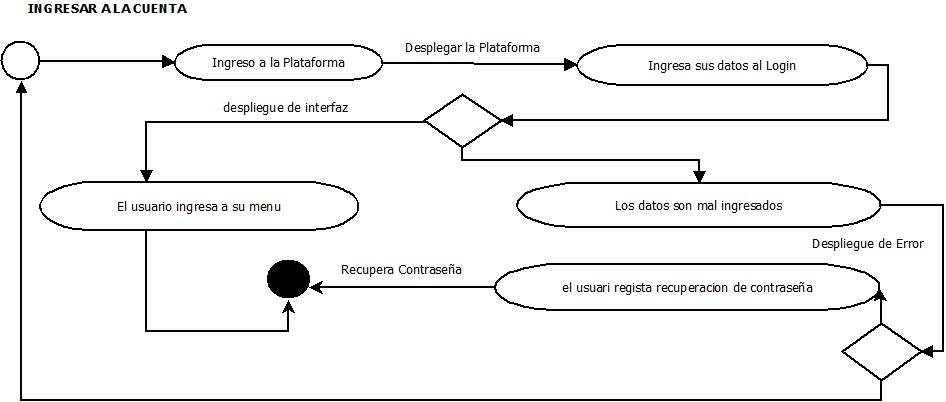 INGRESAR A LA CUENTA
Desplegar la Plataforma
Ingreso a la Plataforma
Ingresa sus datos al Login
despliegue de interfaz
El usuario ingresa a su menu
Los datos son mal ingresados
Despliegue de Error
Recupera Contraseña
el usuari regista recuperacion de contraseña